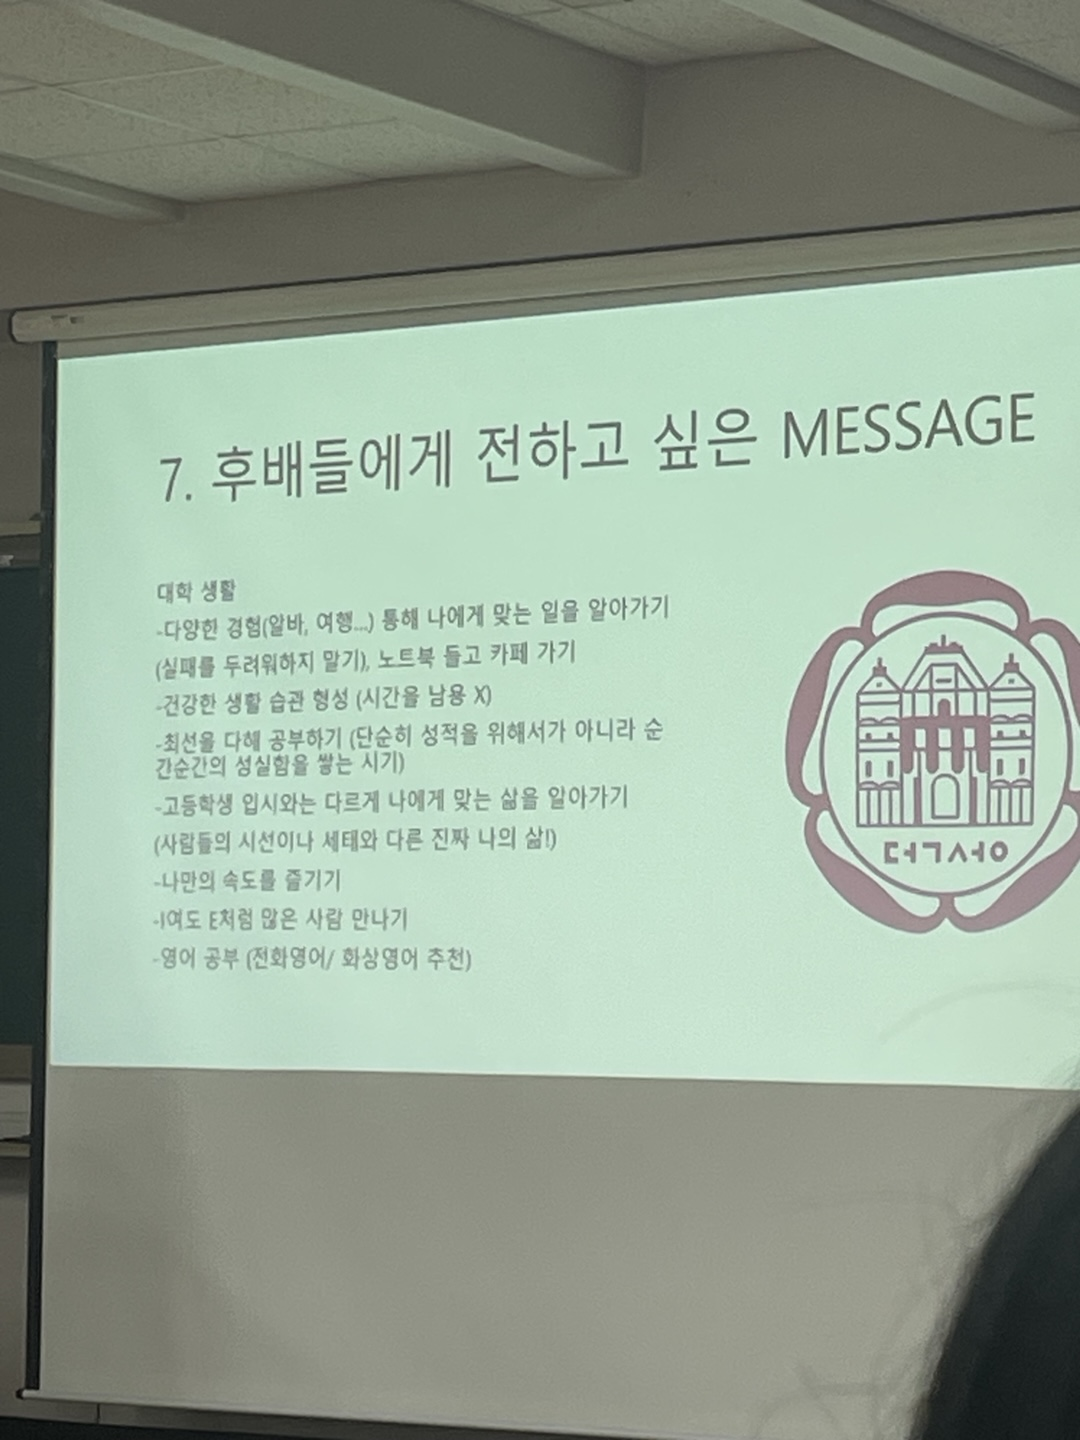 7. 후배들에게 전하고 싶은 MESSAGE
대학 생활
-다양한 경험(알바, 여행...) 통해 나에게 맞는 일을 알아가기
(실패를 두려워하지 말기), 노트북 들고 카페 가기
-건강한 생활 습관 형성 (시간을 남용 X)
-최선을 다해 공부하기 (단순히 성적을 위해서가 아니라 순
간순간의 성실함을 쌓는 시기)
-고등학생 입시와는 다르게 나에게 맞는 삶을 알아가기
(사람들의 시선이나 세태와 다른 진짜 나의 삶!)
-나만의 속도를 즐기기
-I여도 E처럼 많은 사람 만나기
-영어 공부 (전화영어/ 화상영어 추천)
ㄷㅓㄱㅅㅓㅇ